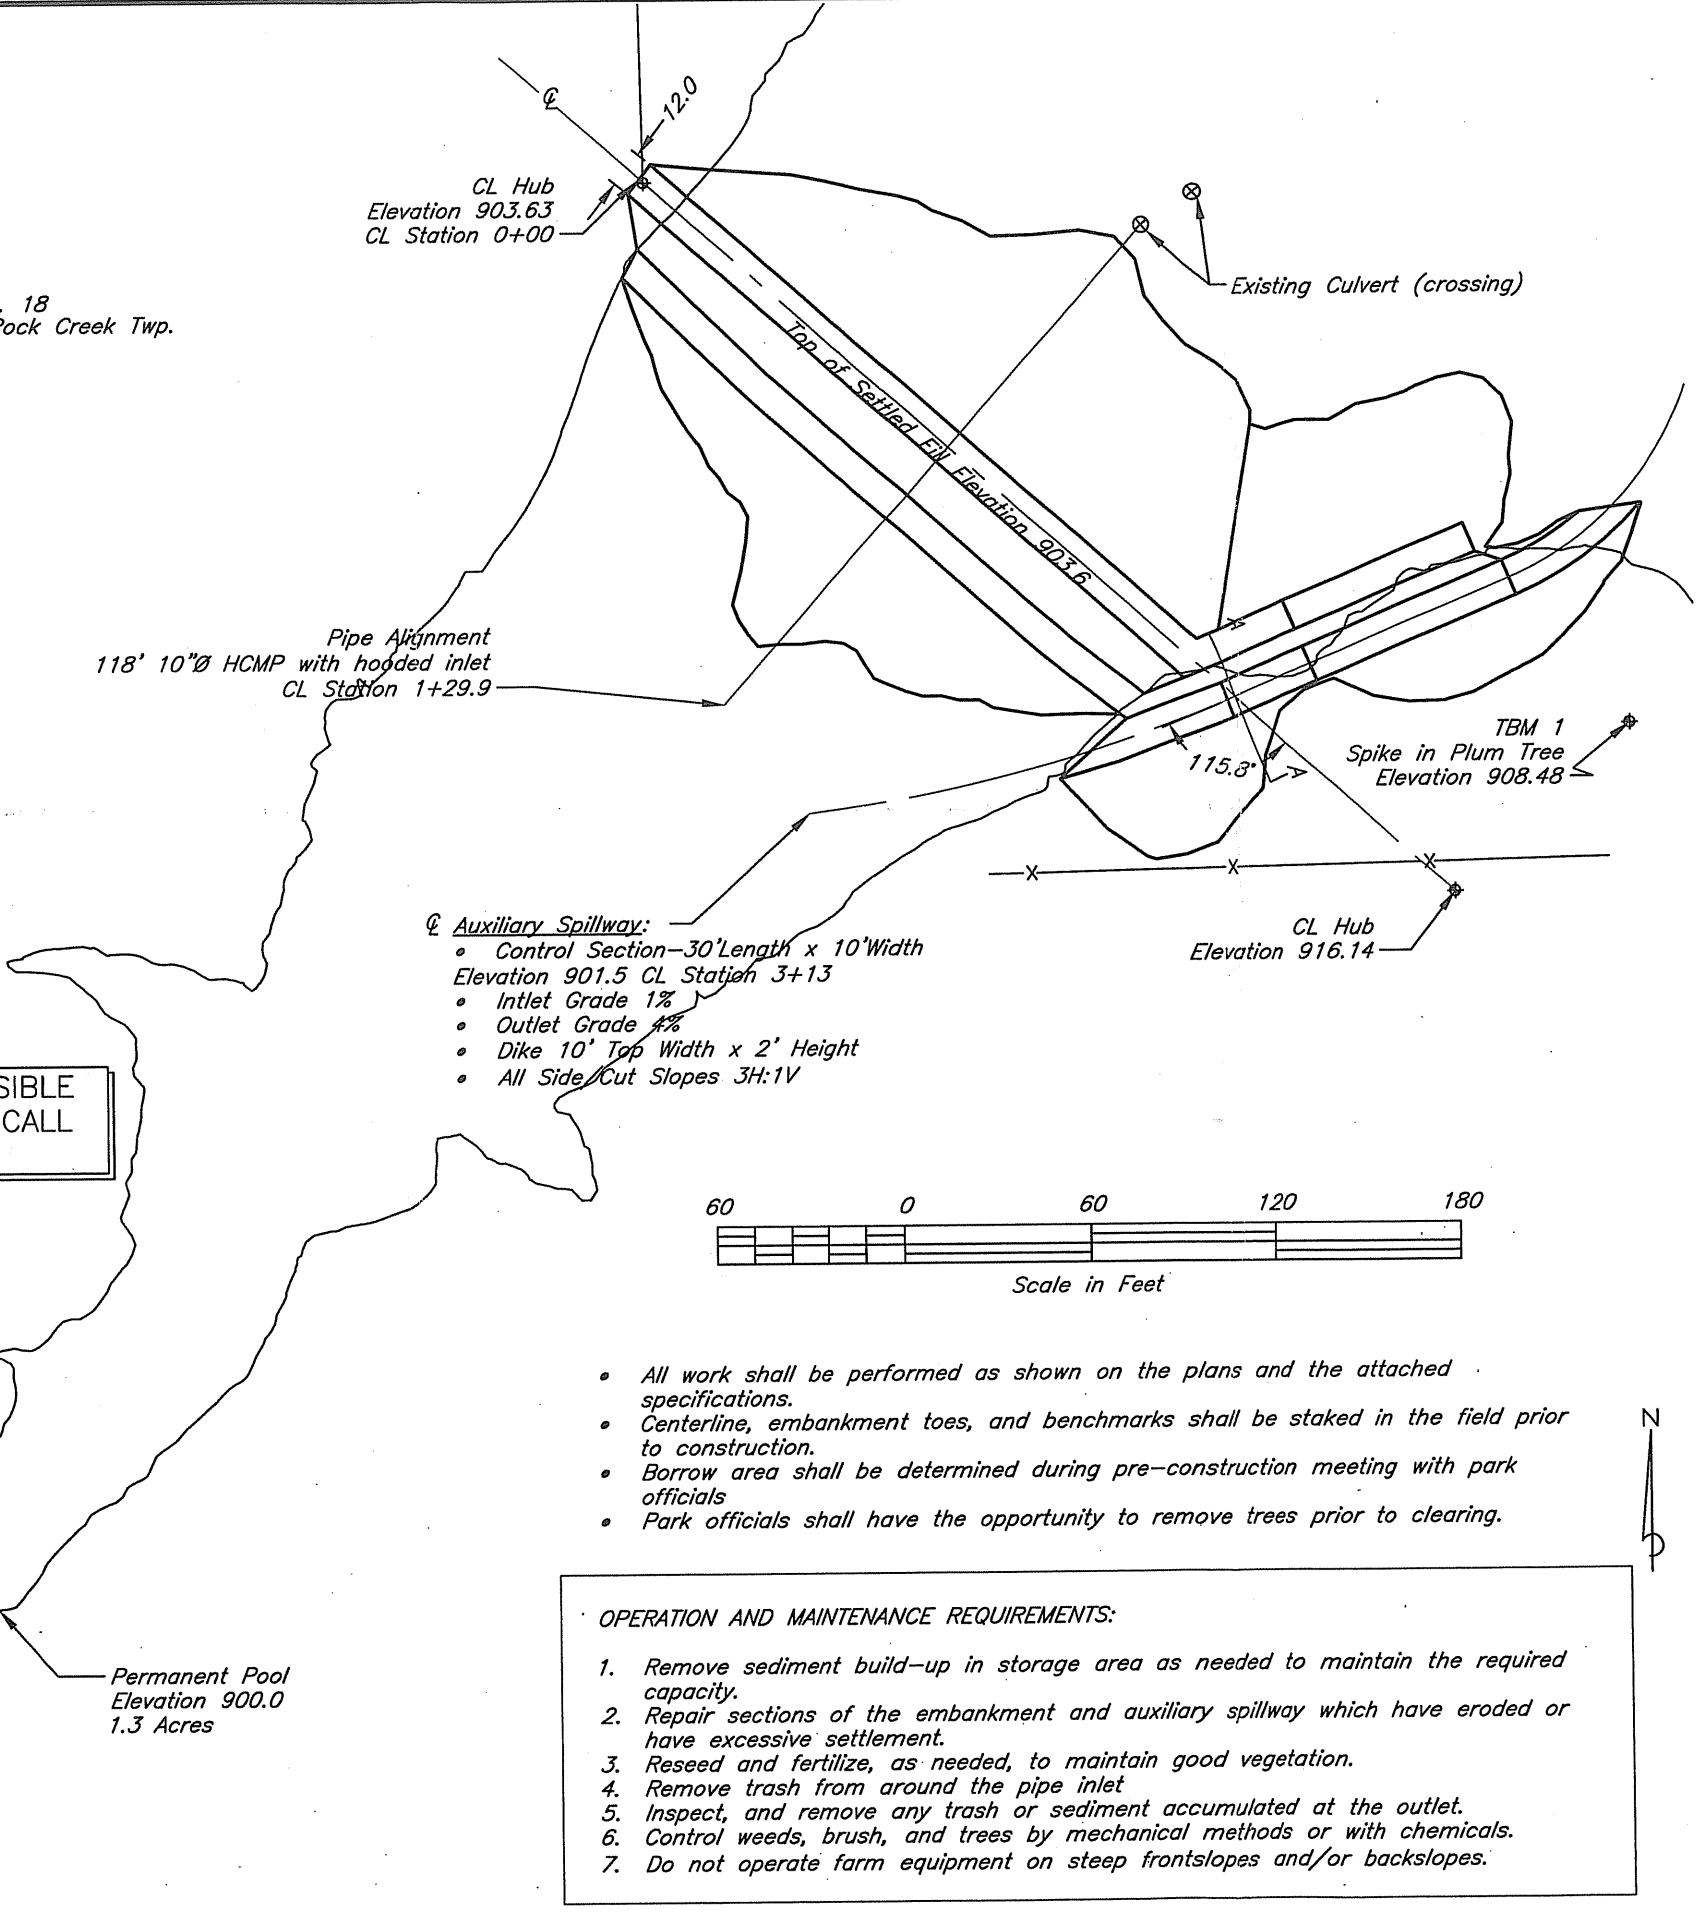 ℄
12.0
CL Hub
Elevation 903.63
CL Station 0+00
18
Creek Twp.
Existing Culvert (crossing)
Top of Settled Fill Elevation 903.6
Pipe Alignment
118' 10"Ø HCMP with hooded inlet
CL Station 1+29.9
A
115.8°
A
TBM 1
Spike in Plum Tree
Elevation 908.48
X X X
CL Hub
Elevation 916.14
℄ Auxiliary Spillway:
• Control Section-30'Length x 10'Width
Elevation 901.5 CL Station 3+13
• Intlet Grade 1%
• Outlet Grade 4%
• Dike 10' Top Width x 2' Height
• All Side/Cut Slopes 3H:1V
SIBLE
CALL
60 0 60 120 180
Scale in Feet
• All work shall be performed as shown on the plans and the attached
specifications.
• Centerline, embankment toes, and benchmarks shall be staked in the field prior
to construction.
• Borrow area shall be determined during pre-construction meeting with park
officials
• Park officials shall have the opportunity to remove trees prior to clearing.
N
OPERATION AND MAINTENANCE REQUIREMENTS:
1. Remove sediment build-up in storage area as needed to maintain the required
capacity.
2. Repair sections of the embankment and auxiliary spillway which have eroded or
have excessive settlement.
3. Reseed and fertilize, as needed, to maintain good vegetation.
4. Remove trash from around the pipe inlet
5. Inspect, and remove any trash or sediment accumulated at the outlet.
6. Control weeds, brush, and trees by mechanical methods or with chemicals.
7. Do not operate farm equipment on steep frontslopes and/or backslopes.
Permanent Pool
Elevation 900.0
1.3 Acres